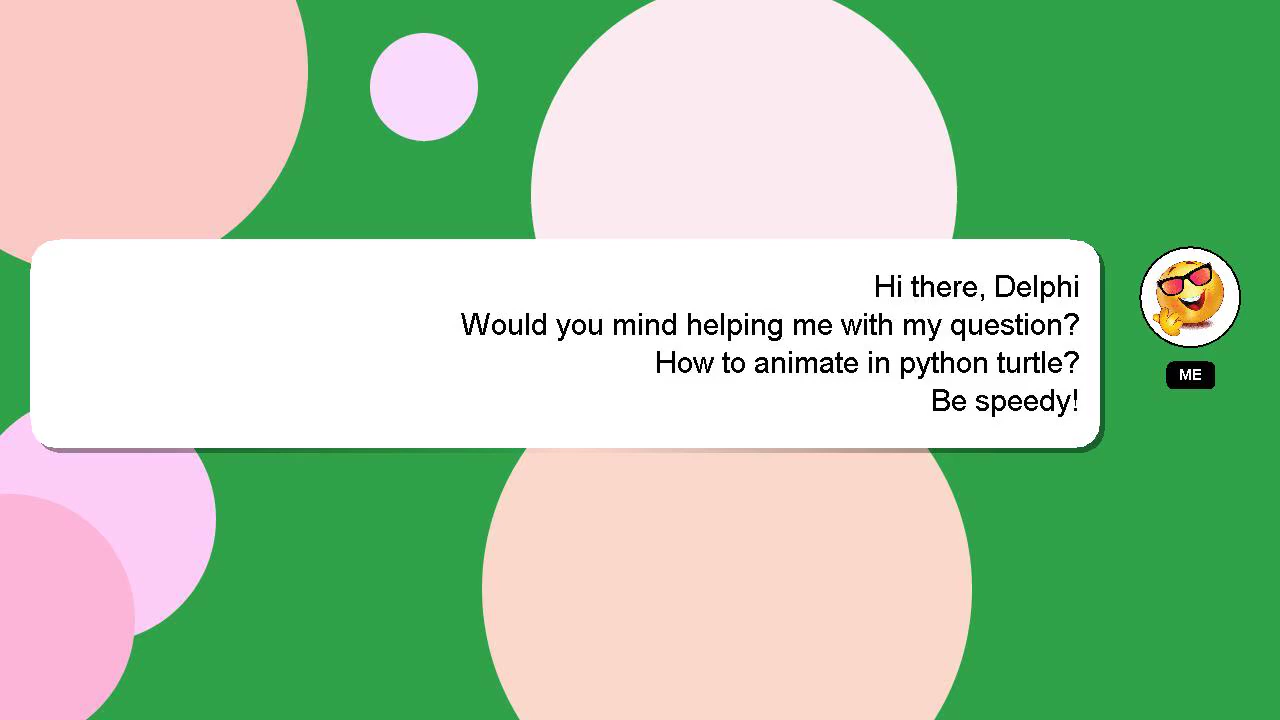 Hi there, Delphi
Would you mind helping me with my question?
How to animate in python turtle?
Be speedy!
ME